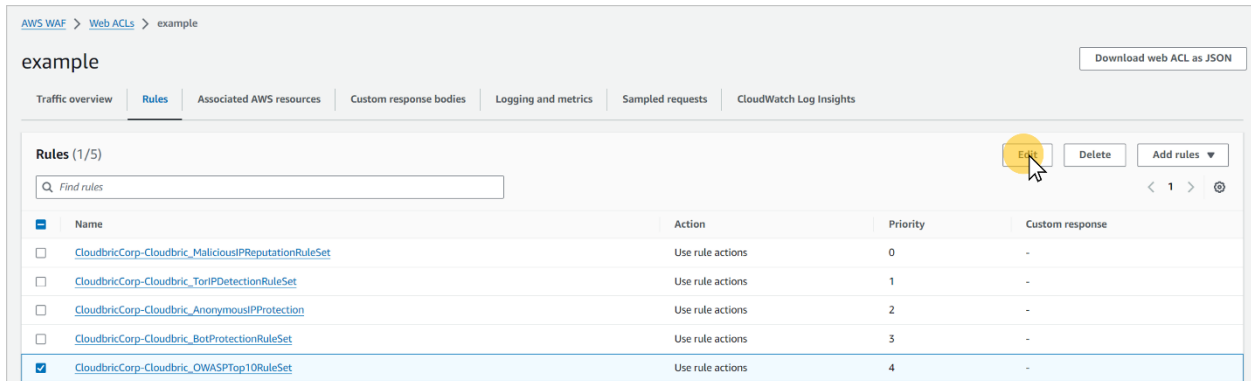 AWS WAF > Web ACLs > example
example
Download web ACL as JSON
Traffic overview Rules Associated AWS resources Custom response bodies Logging and metrics Sampled requests CloudWatch Log Insights
Rules (1/5)
Edit Delete Add rules ▼
Find rules
< 1 >
Name Action Priority Custom response
CloudbricCorp-Cloudbric_MaliciousIPReputationRuleSet Use rule actions 0 -
CloudbricCorp-Cloudbric_TorIPDetectionRuleSet Use rule actions 1 -
CloudbricCorp-Cloudbric_AnonymousIPProtection Use rule actions 2 -
CloudbricCorp-Cloudbric_BotProtectionRuleSet Use rule actions 3 -
CloudbricCorp-Cloudbric_OWASPTop10RuleSet Use rule actions 4 -